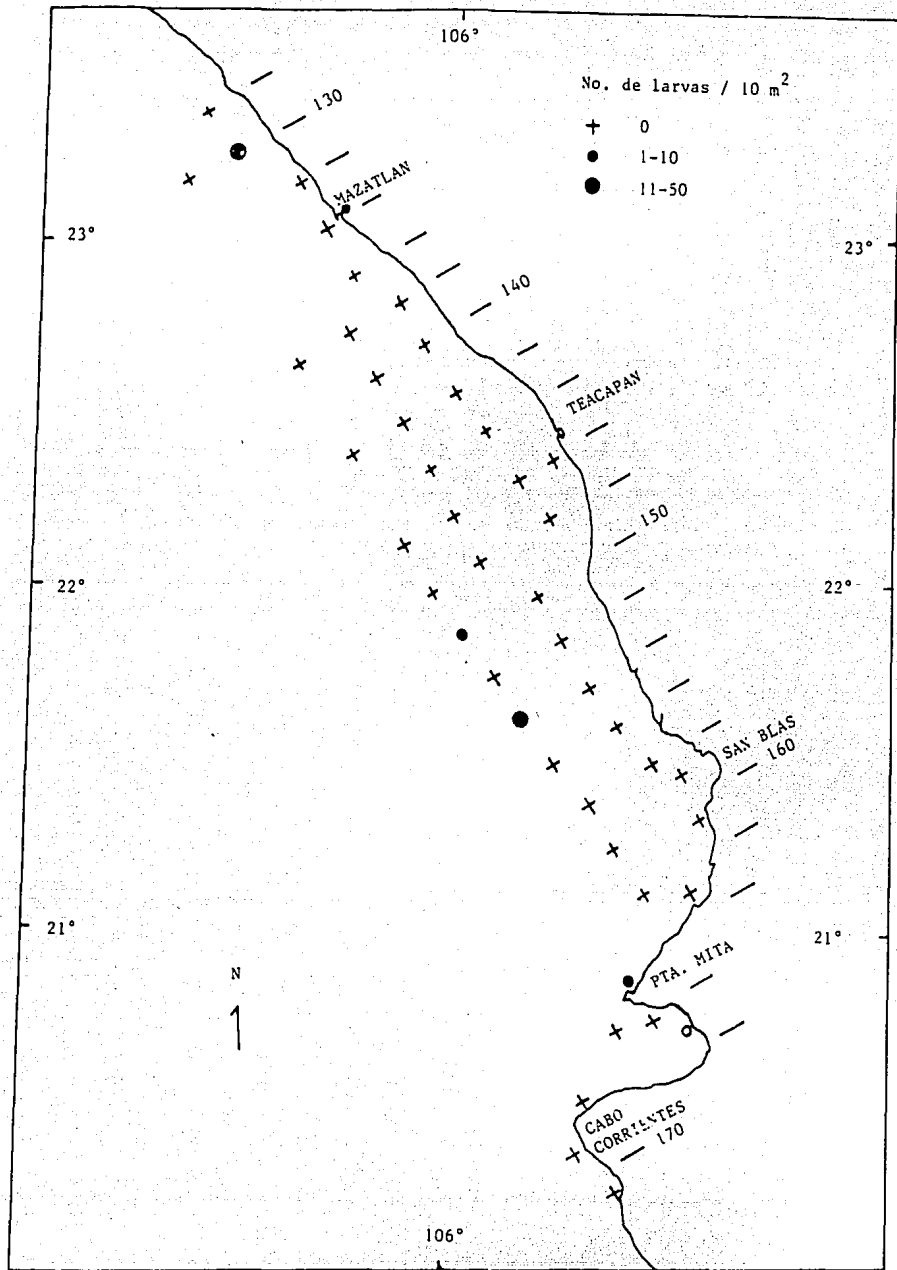 106°
No. de larvas / 10 m²
+ 0
● 1-10
● 11-50
130
MAZATLAN
23°
23°
140
TEACAPAN
150
22°
22°
SAN BLAS
160
21°
21°
N
PTA. MITA
CABO
CORRIENTES
170
106°